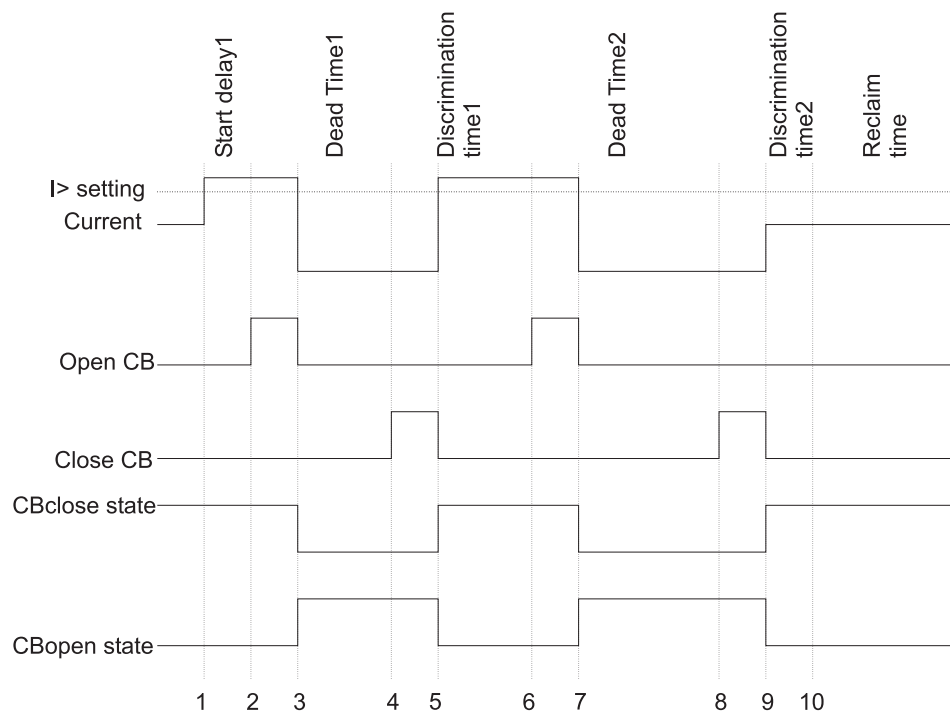 Start delay1
Dead Time1
Discrimination
time1
Dead Time2
Discrimination
time2
Reclaim
time
I> setting
Current
Open CB
Close CB
CBclose state
CBopen state
1 2 3 4 5 6 7 8 9 10